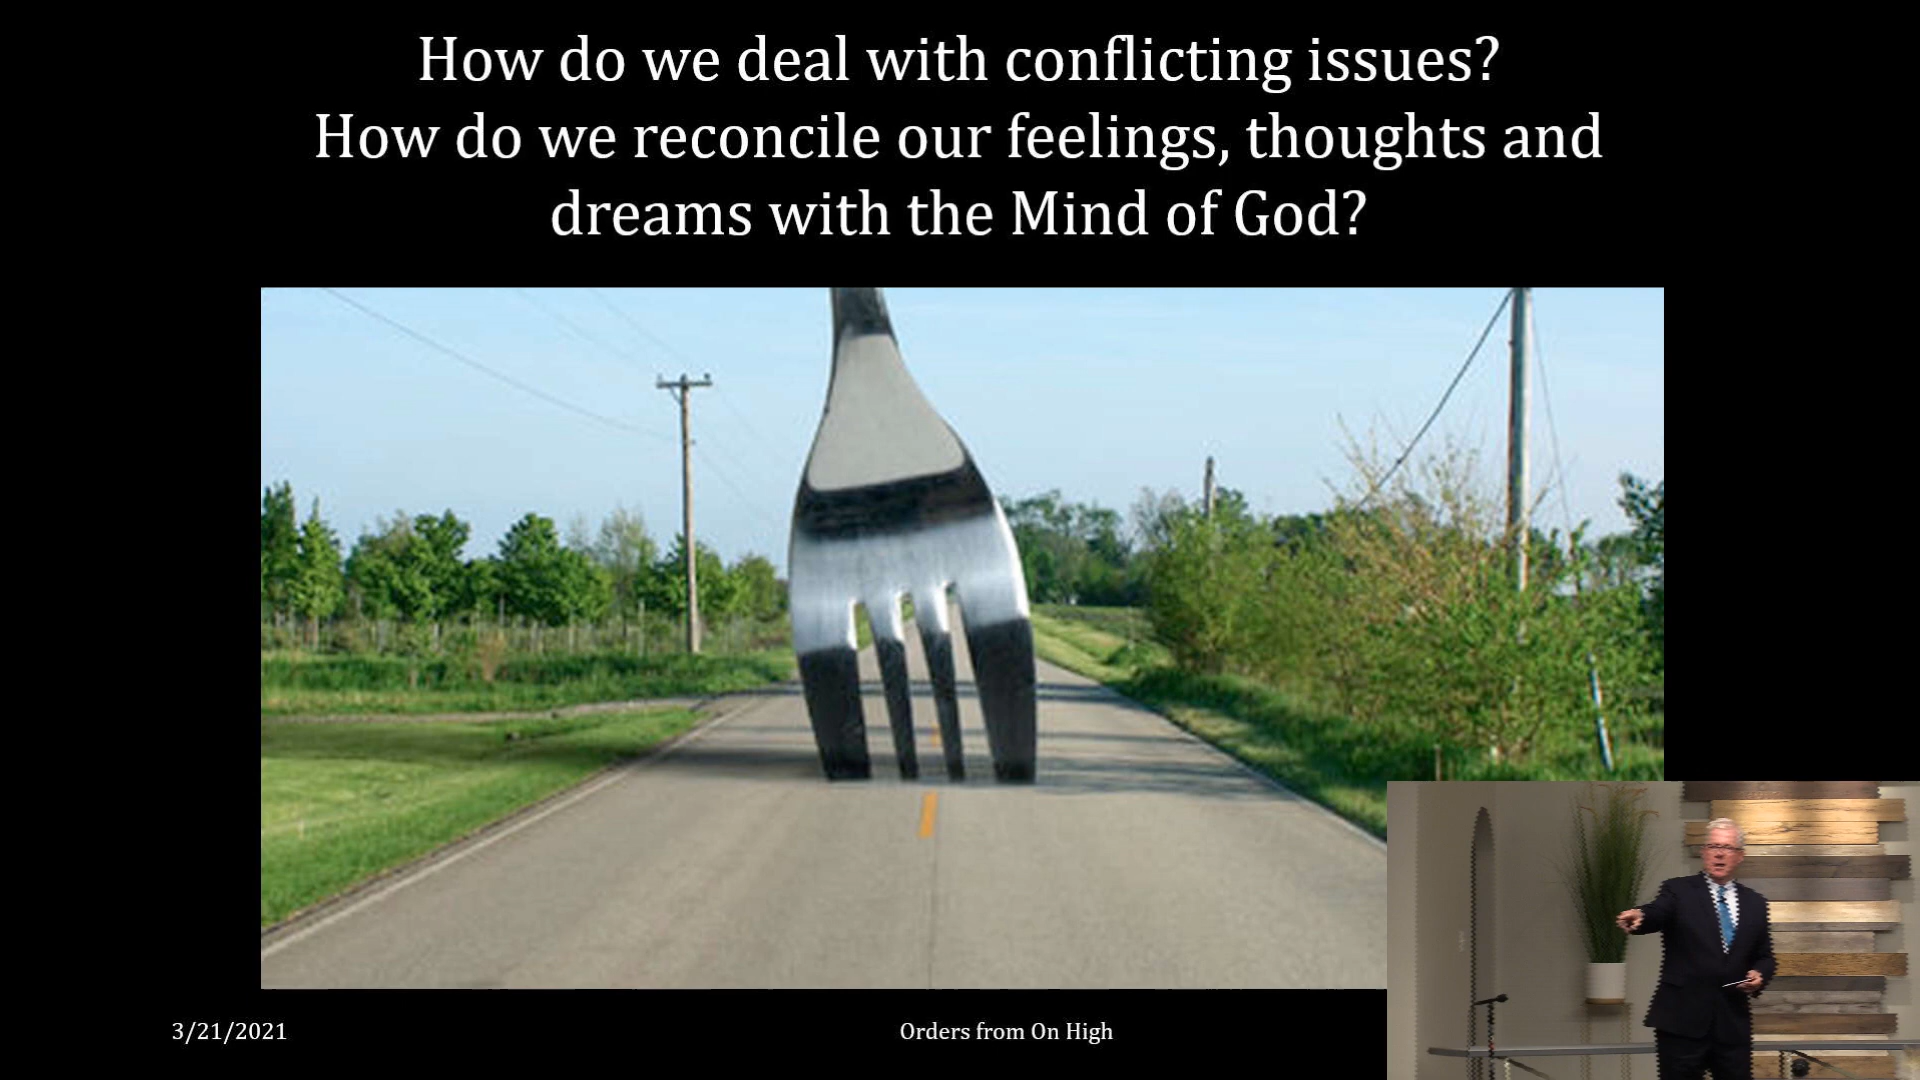 How do we deal with conflicting issues?
How do we reconcile our feelings, thoughts and
dreams with the Mind of God?
3/21/2021
Orders from On High